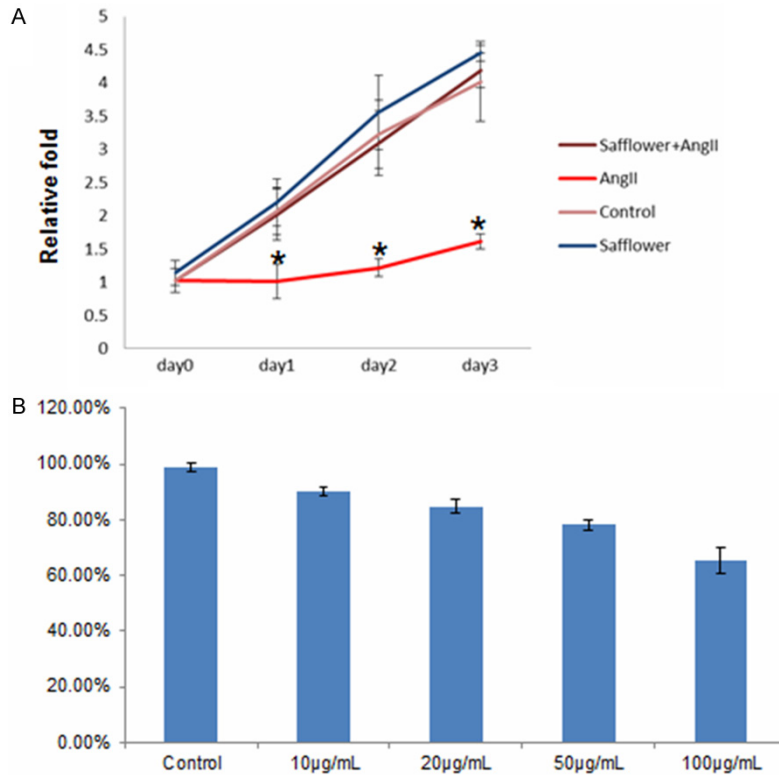 A
Relative fold
5
4.5
4
3.5
3
2.5
2
1.5
1
0.5
0
* * *
day0 day1 day2 day3
Safflower+AngII
AngII
Control
Safflower
B
120.00%
100.00%
80.00%
60.00%
40.00%
20.00%
0.00%
Control 10µg/mL 20µg/mL 50µg/mL 100µg/mL